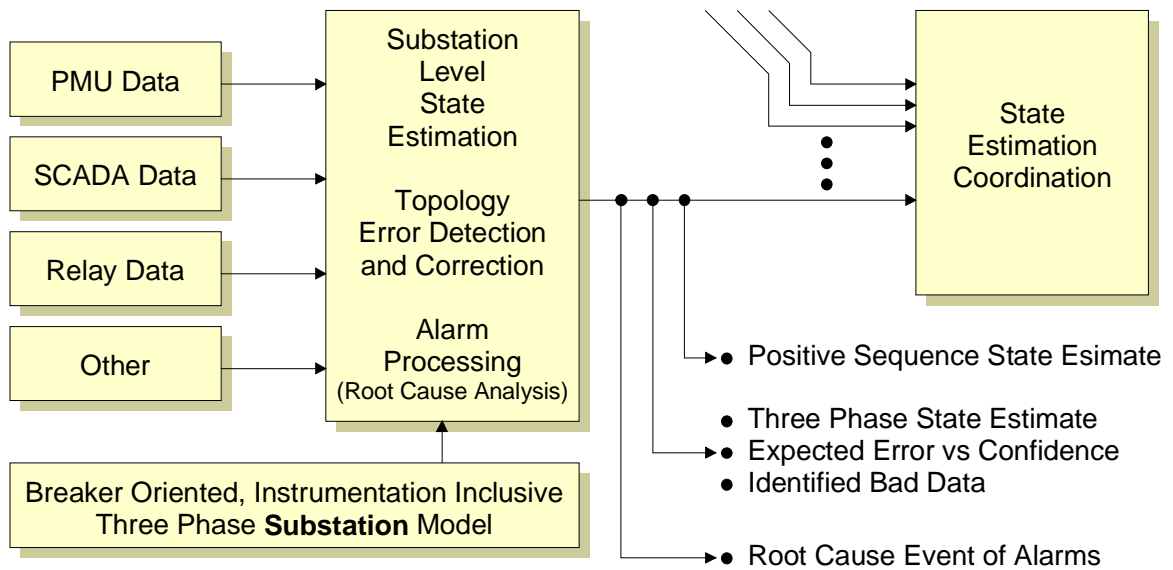 PMU Data
SCADA Data
Relay Data
Other
Breaker Oriented, Instrumentation Inclusive
Three Phase Substation Model
Substation
Level
State
Estimation
Topology
Error Detection
and Correction
Alarm
Processing
(Root Cause Analysis)
State
Estimation
Coordination
● Positive Sequence State Esimate
● Three Phase State Estimate
● Expected Error vs Confidence
● Identified Bad Data
● Root Cause Event of Alarms